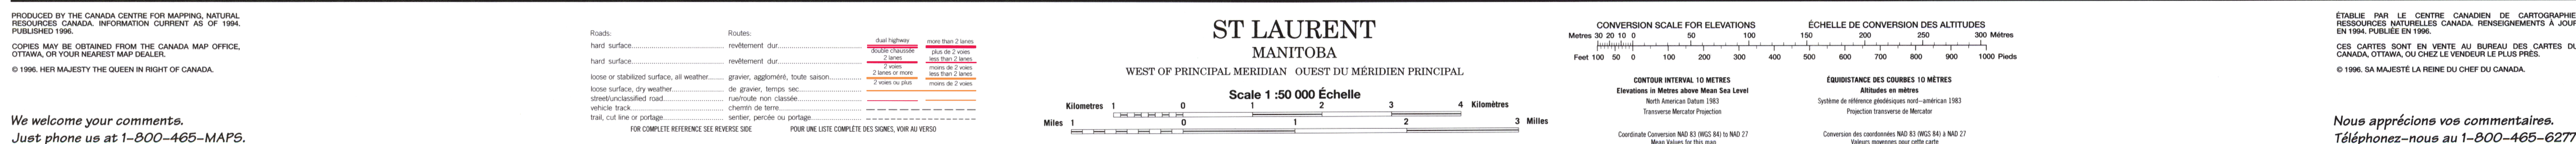 PRODUCED BY THE CANADA CENTRE FOR MAPPING, NATURAL
RESOURCES CANADA. INFORMATION CURRENT AS OF 1994.
PUBLISHED 1996.
COPIES MAY BE OBTAINED FROM THE CANADA MAP OFFICE,
OTTAWA, OR YOUR NEAREST MAP DEALER.
© 1996. HER MAJESTY THE QUEEN IN RIGHT OF CANADA.
We welcome your comments.
Just phone us at 1-800-465-MAPS.
Roads: Routes:
dual highway more than 2 lanes
hard surface revêtement dur
double chaussée plus de 2 voies
2 lanes less than 2 lanes
hard surface revêtement dur
2 voies moins de 2 voies
2 lanes or more less than 2 lanes
loose or stabilized surface, all weather gravier, aggloméré, toute saison
2 voies ou plus moins de 2 voies
loose surface, dry weather de gravier, temps sec
street/unclassified road rue/route non classée
vehicle track chemin de terre
trail, cut line or portage sentier, percée ou portage
FOR COMPLETE REFERENCE SEE REVERSE SIDE POUR UNE LISTE COMPLÈTE DES SIGNES, VOIR AU VERSO
ST LAURENT
MANITOBA
WEST OF PRINCIPAL MERIDIAN OUEST DU MÉRIDIEN PRINCIPAL
Scale 1 :50 000 Échelle
Kilometres 1 0 1 2 3 4 Kilomètres
Miles 1 0 1 2 3 Milles
CONVERSION SCALE FOR ELEVATIONS ÉCHELLE DE CONVERSION DES ALTITUDES
Metres 30 20 10 0 50 100 150 200 250 300 Mètres
Feet 100 50 0 100 200 300 400 500 600 700 800 900 1000 Pieds
CONTOUR INTERVAL 10 METRES
Elevations in Metres above Mean Sea Level
North American Datum 1983
Transverse Mercator Projection
Coordinate Conversion NAD 83 (WGS 84) to NAD 27
Mean Values for this map
ÉQUIDISTANCE DES COURBES 10 MÈTRES
Altitudes en mètres
Système de référence géodésiques nord-américain 1983
Projection transverse de Mercator
Conversion des coordonnées NAD 83 (WGS 84) à NAD 27
Valeurs moyennes pour cette carte
ÉTABLIE PAR LE CENTRE CANADIEN DE CARTOGRAPHIE
RESSOURCES NATURELLES CANADA. RENSEIGNEMENTS À JOUR
EN 1994. PUBLIÉE EN 1996.
CES CARTES SONT EN VENTE AU BUREAU DES CARTES DU
CANADA, OTTAWA, OU CHEZ LE VENDEUR LE PLUS PRÈS.
© 1996. SA MAJESTÉ LA REINE DU CHEF DU CANADA.
Nous apprécions vos commentaires.
Téléphonez-nous au 1-800-465-6277